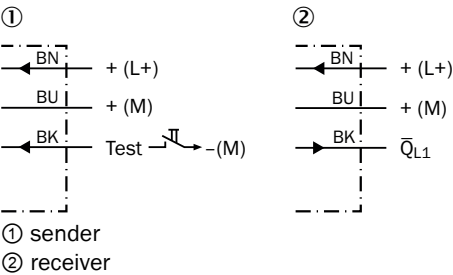 ① ②
BN + (L+) BN + (L+)
BU + (M) BU + (M)
BK Test –(M) BK Q̅L1
① sender
② receiver